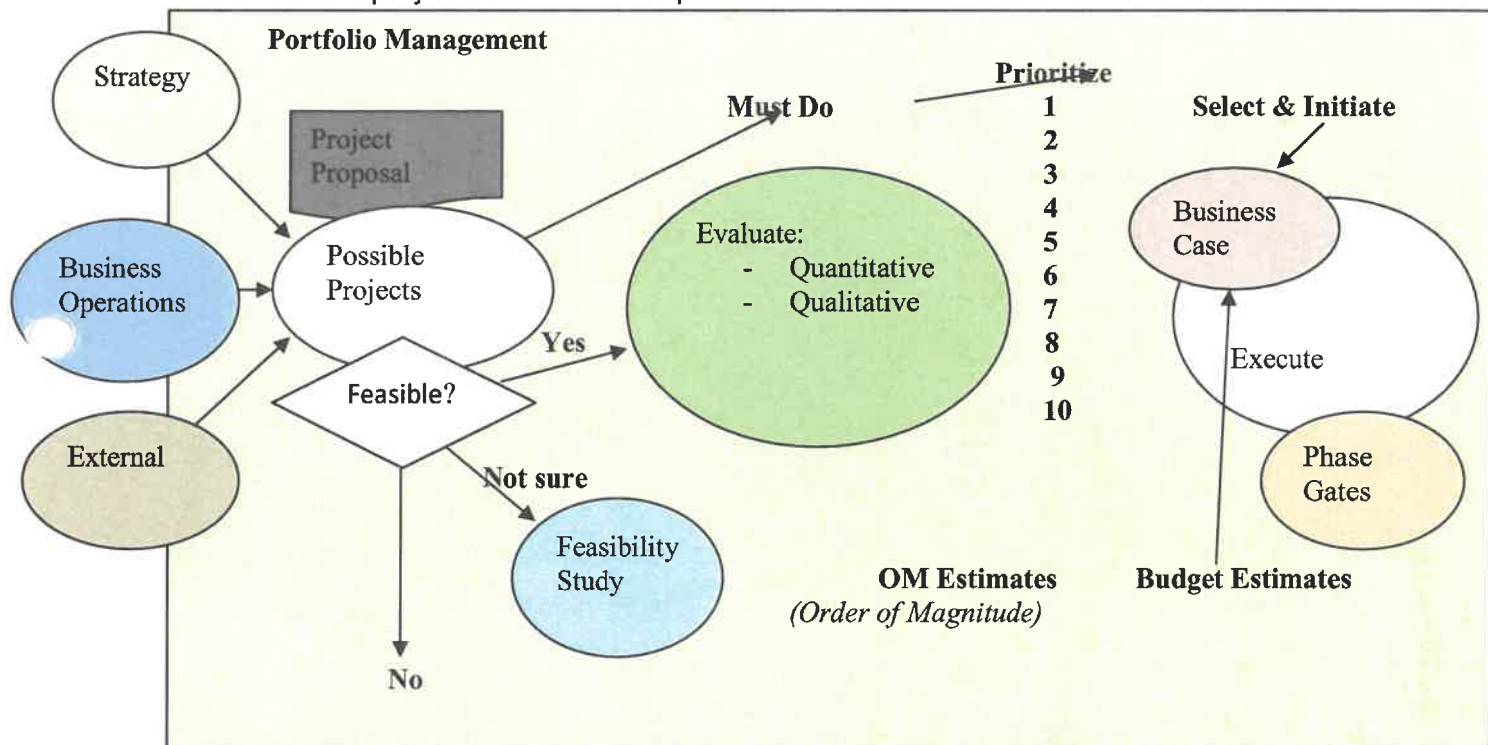 Portfolio Management
Strategy
Prioritize
Must Do
Select & Initiate
Project
Proposal
1
2
3
4
5
6
7
8
9
10
Business
Case
Evaluate:
- Quantitative
- Qualitative
Possible
Projects
Business
Operations
Yes
Execute
Feasible?
External
Not sure
Phase
Gates
Feasibility
Study
OM Estimates
(Order of Magnitude)
Budget Estimates
No